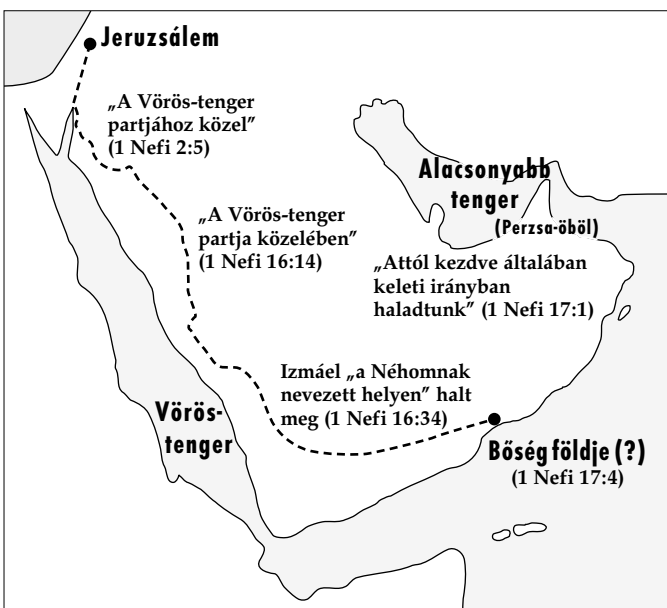 Jeruzsálem
„A Vörös-tenger
partjához közel”
(1 Nefi 2:5)
Alacsonyabb
tenger
(Perzsa-öböl)
„A Vörös-tenger
partja közelében”
(1 Nefi 16:14)
„Attól kezdve általában
keleti irányban
haladtunk” (1 Nefi 17:1)
Izmáel „a Néhomnak
nevezett helyen” halt
meg (1 Nefi 16:34)
Vörös-
tenger
Bőség földje (?)
(1 Nefi 17:4)